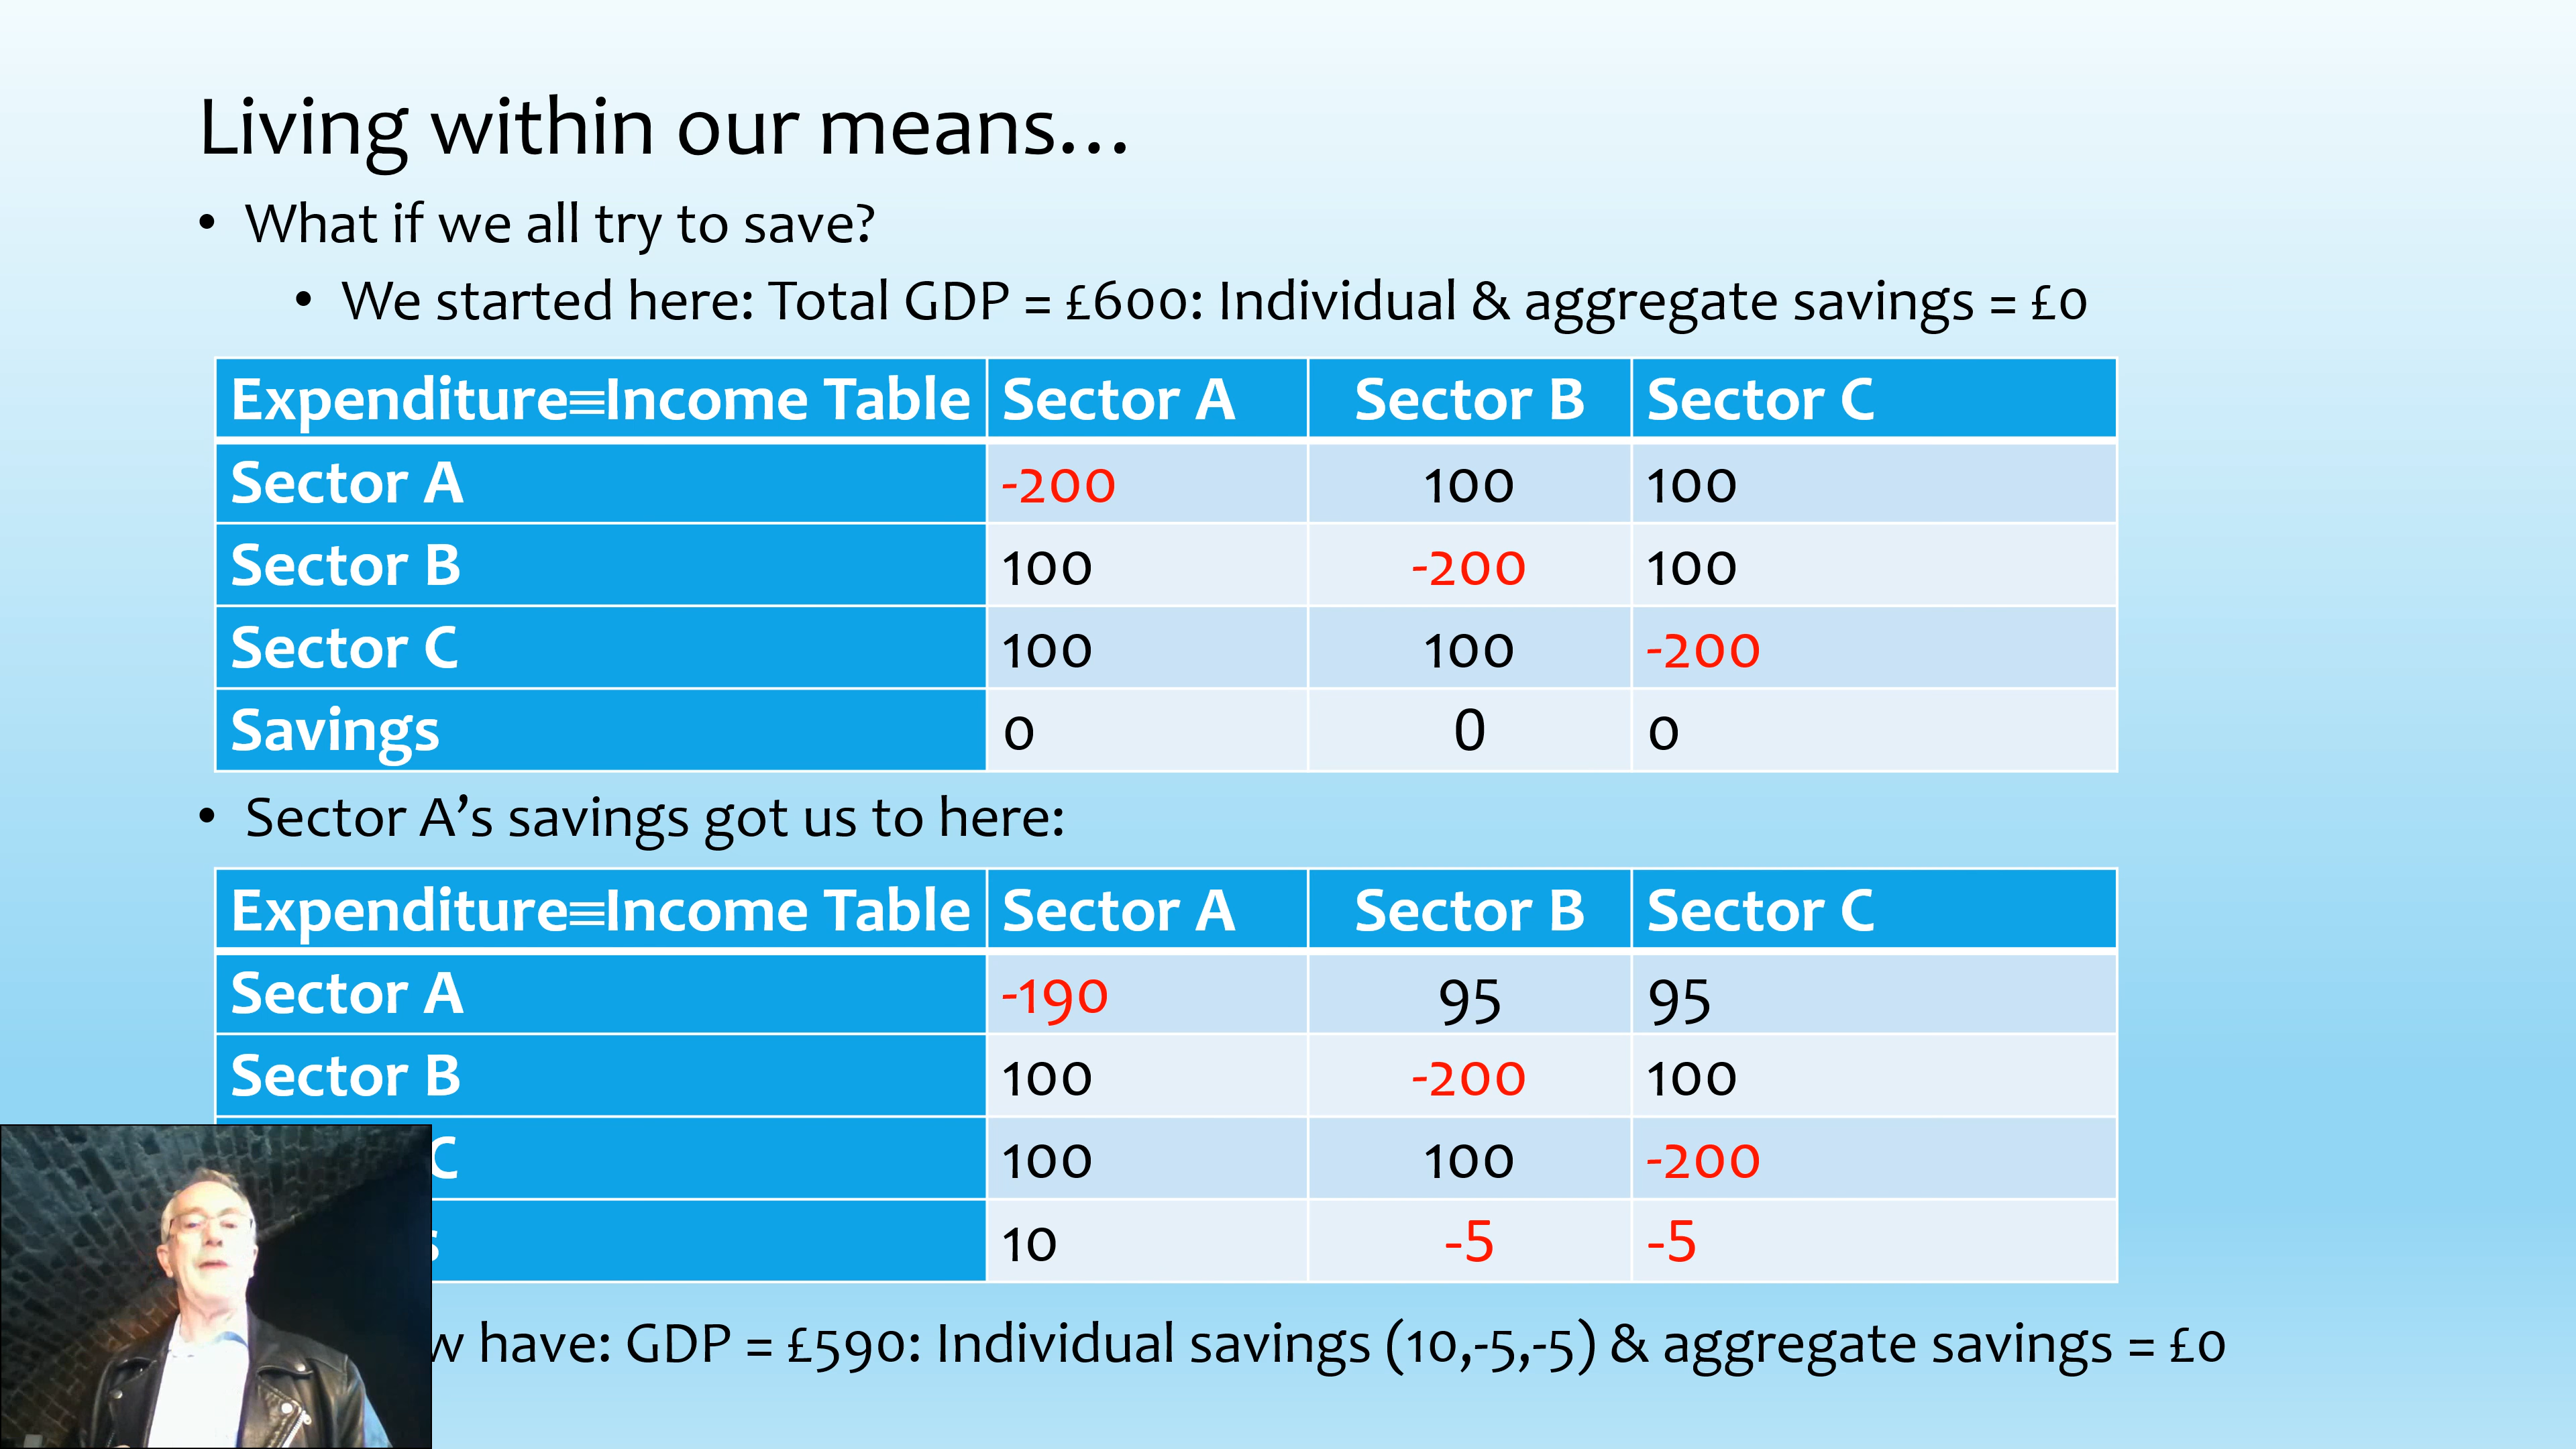 Living within our means...
• What if we all try to save?
• We started here: Total GDP = £600: Individual & aggregate savings = £0
Expenditure≡Income Table Sector A Sector B Sector C
Sector A -200 100 100
Sector B 100 -200 100
Sector C 100 100 -200
Savings 0 0 0
• Sector A's savings got us to here:
Expenditure≡Income Table Sector A Sector B Sector C
Sector A -190 95 95
Sector B 100 -200 100
C 100 100 -200
s 10 -5 -5
w have: GDP = £590: Individual savings (10,-5,-5) & aggregate savings = £0